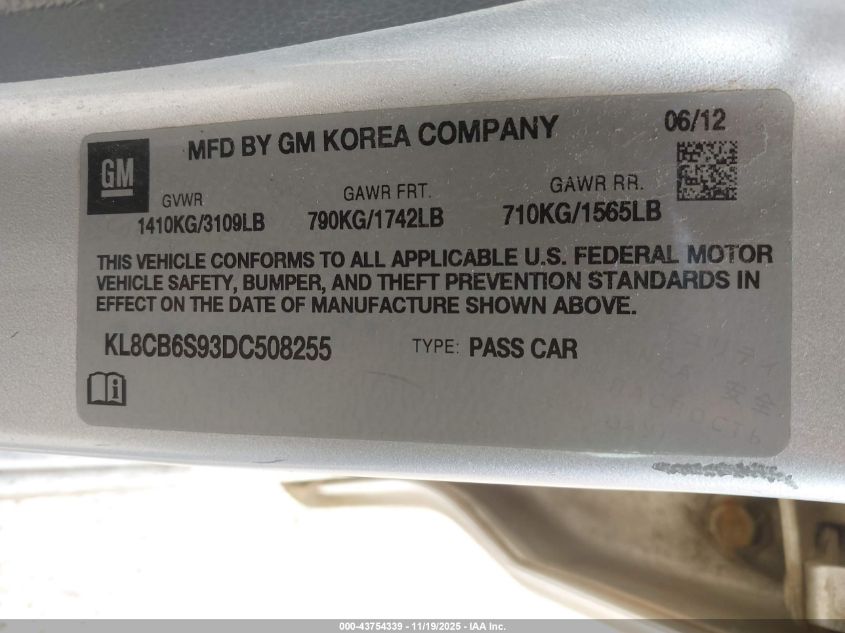 MFD BY GM KOREA COMPANY 06/12
GM
GVWR GAWR FRT. GAWR RR.
1410KG/3109LB 790KG/1742LB 710KG/1565LB
THIS VEHICLE CONFORMS TO ALL APPLICABLE U.S. FEDERAL MOTOR
VEHICLE SAFETY, BUMPER, AND THEFT PREVENTION STANDARDS IN
EFFECT ON THE DATE OF MANUFACTURE SHOWN ABOVE.
KL8CB6S93DC508255 TYPE: PASS CAR
000-43754339 - 11/19/2025 - IAA Inc.